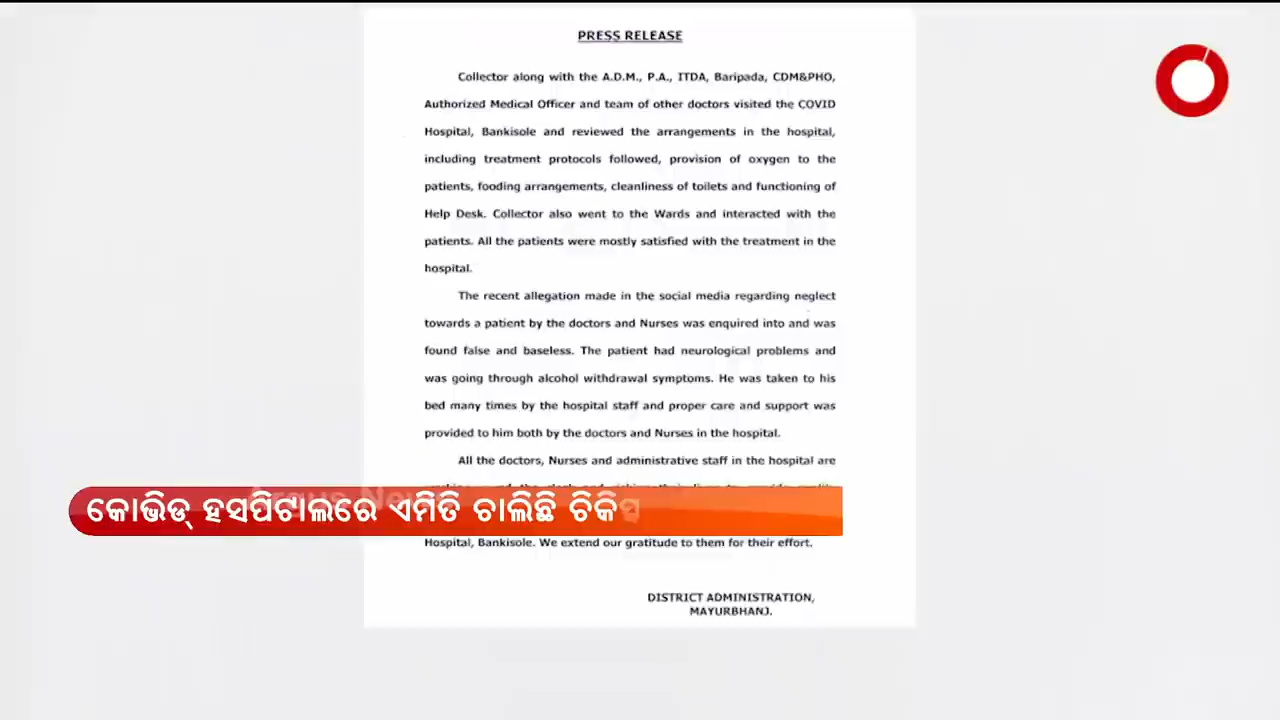 PRESS RELEASE
Collector along with the A.D.M., P.A., ITDA, Baripada, CDM&PHO,
Authorized Medical Officer and team of other doctors visited the COVID
Hospital, Bankisole and reviewed the arrangements in the hospital,
including treatment protocols followed, provision of oxygen to the
patients, fooding arrangements, cleanliness of toilets and functioning of
Help Desk. Collector also went to the Wards and interacted with the
patients. All the patients were mostly satisfied with the treatment in the
hospital.
The recent allegation made in the social media regarding neglect
towards a patient by the doctors and Nurses was enquired into and was
found false and baseless. The patient had neurological problems and
was going through alcohol withdrawal symptoms. He was taken to his
bed many times by the hospital staff and proper care and support was
provided to him both by the doctors and Nurses in the hospital.
All the doctors, Nurses and administrative staff in the hospital are
କୋଭିଡ୍ ହସପିଟାଲରେ ଏମିତି ଚାଲିଛି
Hospital, Bankisole. We extend our gratitude to them for their effort.
DISTRICT ADMINISTRATION,
MAYURBHANJ.